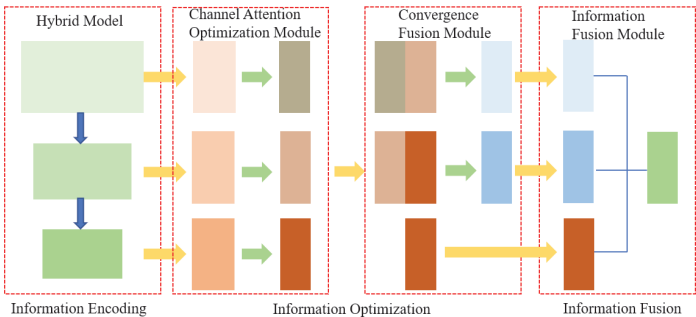 Hybrid Model
Channel Attention
Optimization Module
Convergence
Fusion Module
Information
Fusion Module
Information Encoding
Information Optimization
Information Fusion